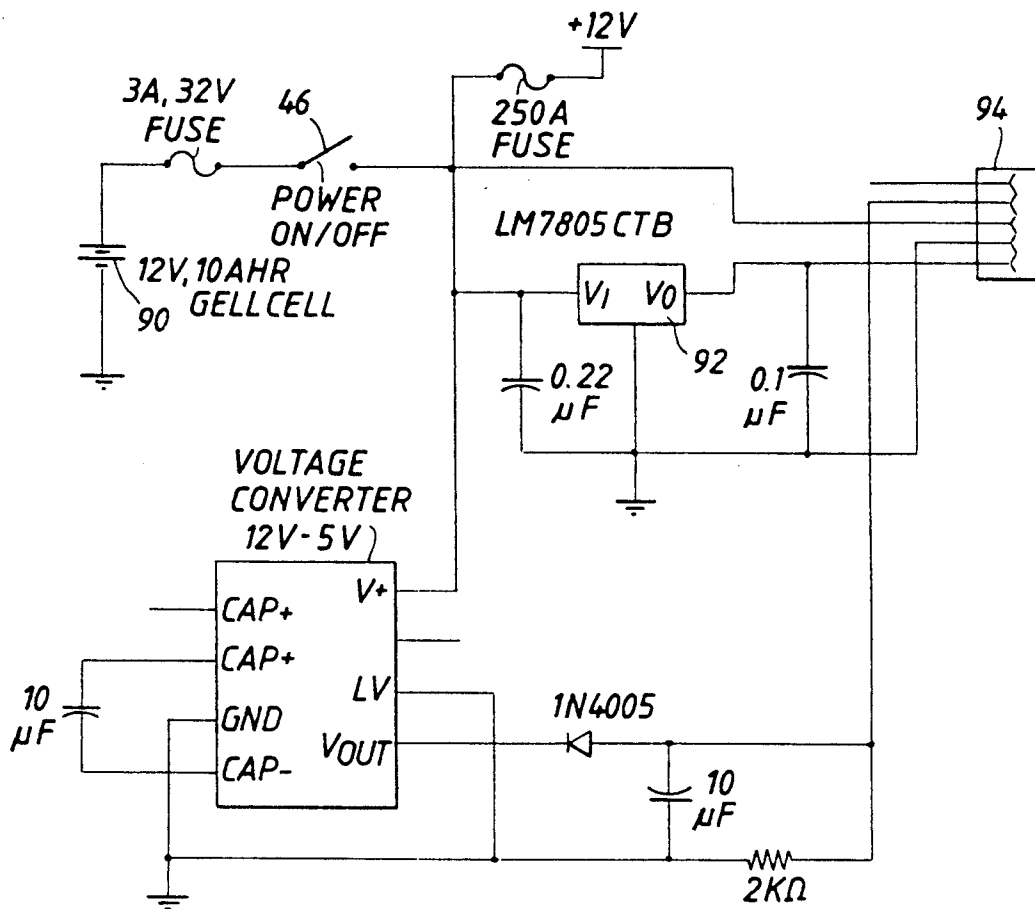 +12V
3A, 32V
FUSE
46
250A
FUSE
94
POWER
ON/OFF
LM7805CTB
12V, 10AHR
GELLCELL
90
VI VO
92
0.22
µF
0.1
µF
VOLTAGE
CONVERTER
12V-5V
V+
CAP+
CAP+
LV
10
µF
GND
1N4005
VOUT
CAP-
10
µF
2KΩ